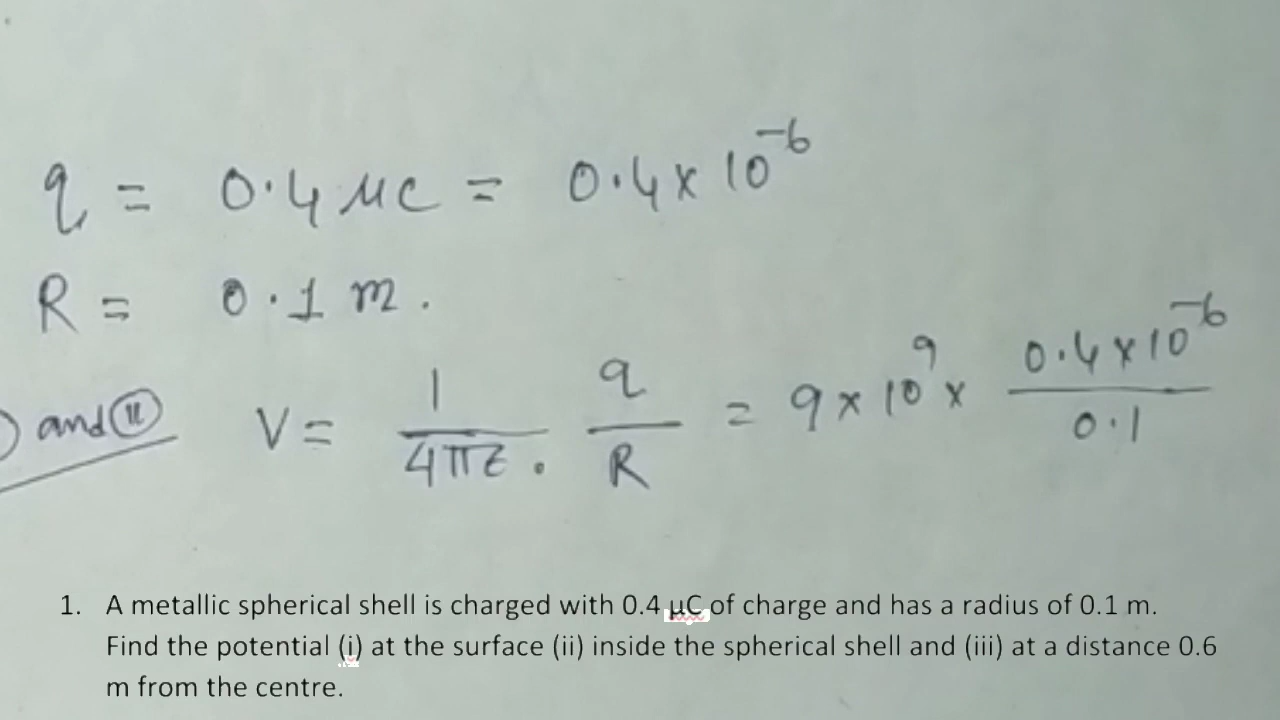 q = 0.4 μC = 0.4 × 10⁻⁶
R = 0.1 m.
) and (ii) V = 1/4πε₀ q/R = 9 × 10⁹ × 0.4 × 10⁻⁶/0.1
1. A metallic spherical shell is charged with 0.4 μC of charge and has a radius of 0.1 m.
Find the potential (i) at the surface (ii) inside the spherical shell and (iii) at a distance 0.6
m from the centre.